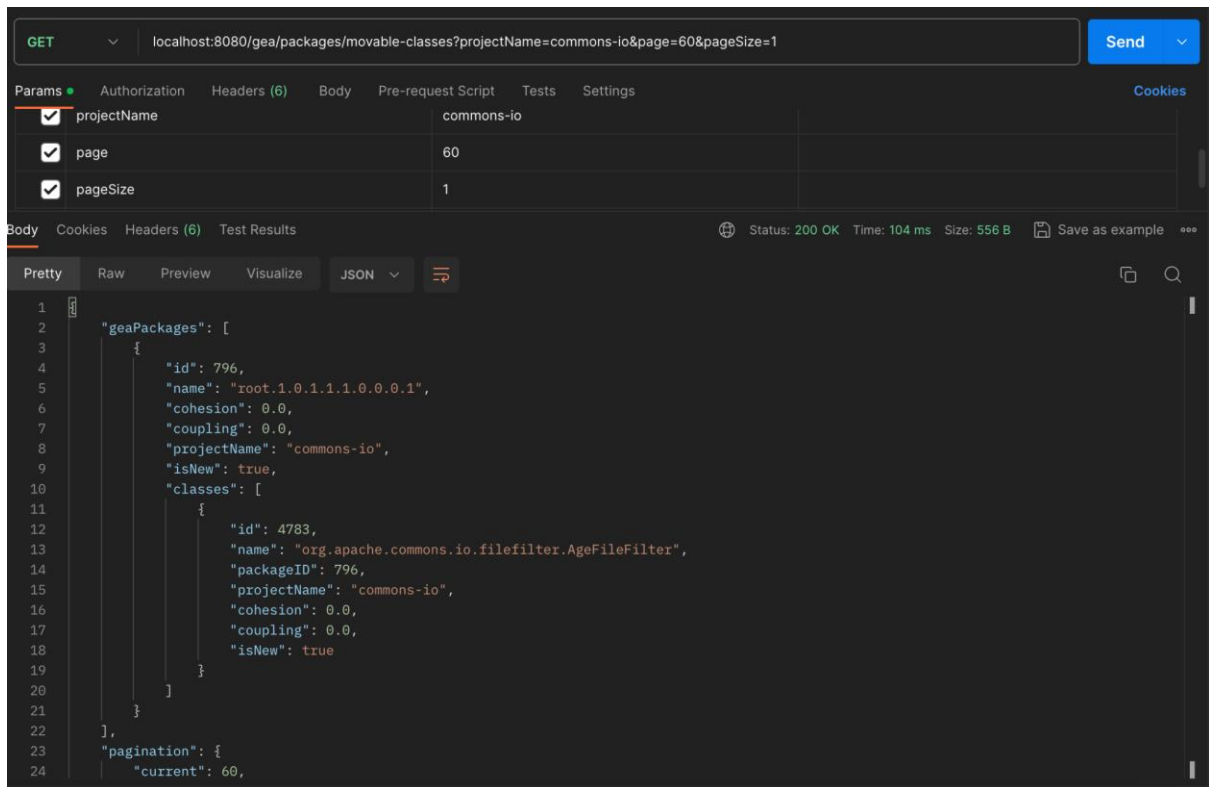 GET localhost:8080/gea/packages/movable-classes?projectName=commons-io&page=60&pageSize=1 Send
Params Authorization Headers (6) Body Pre-request Script Tests Settings Cookies
projectName commons-io
page 60
pageSize 1
Body Cookies Headers (6) Test Results Status: 200 OK Time: 104 ms Size: 556 B Save as example
Pretty Raw Preview Visualize JSON
1 {
2 "geaPackages": [
3 {
4 "id": 796,
5 "name": "root.1.0.1.1.1.0.0.0.1",
6 "cohesion": 0.0,
7 "coupling": 0.0,
8 "projectName": "commons-io",
9 "isNew": true,
10 "classes": [
11 {
12 "id": 4783,
13 "name": "org.apache.commons.io.filefilter.AgeFileFilter",
14 "packageID": 796,
15 "projectName": "commons-io",
16 "cohesion": 0.0,
17 "coupling": 0.0,
18 "isNew": true
19 }
20 ]
21 }
22 ],
23 "pagination": {
24 "current": 60,